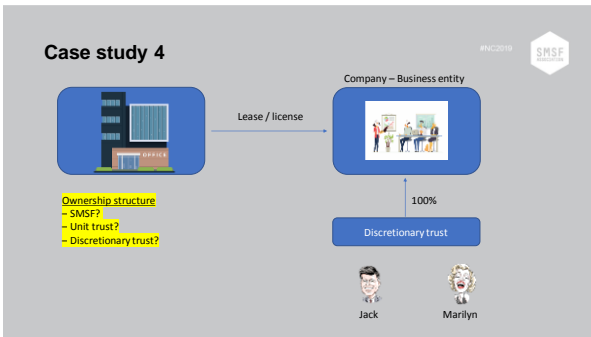 Case study 4
#NC2019
SMSF
ASSOCIATION
Company – Business entity
OFFICE
Lease / license
Ownership structure
– SMSF?
– Unit trust?
– Discretionary trust?
100%
Discretionary trust
Jack
Marilyn